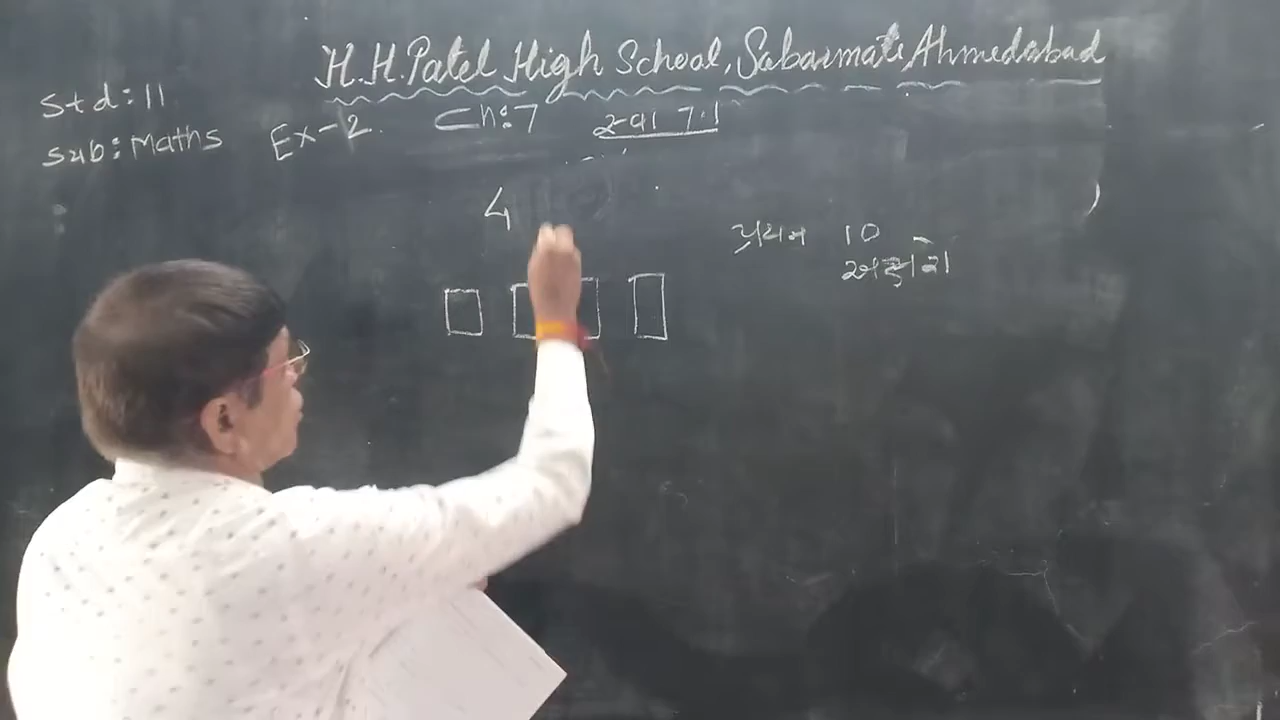 H.H.Patel High School, Sabarmati Ahmedabad
Std:11
Sub: Maths Ex-2. Ch:7 સ્વા 7.1
4
પ્રથમ 10
અક્ષરો